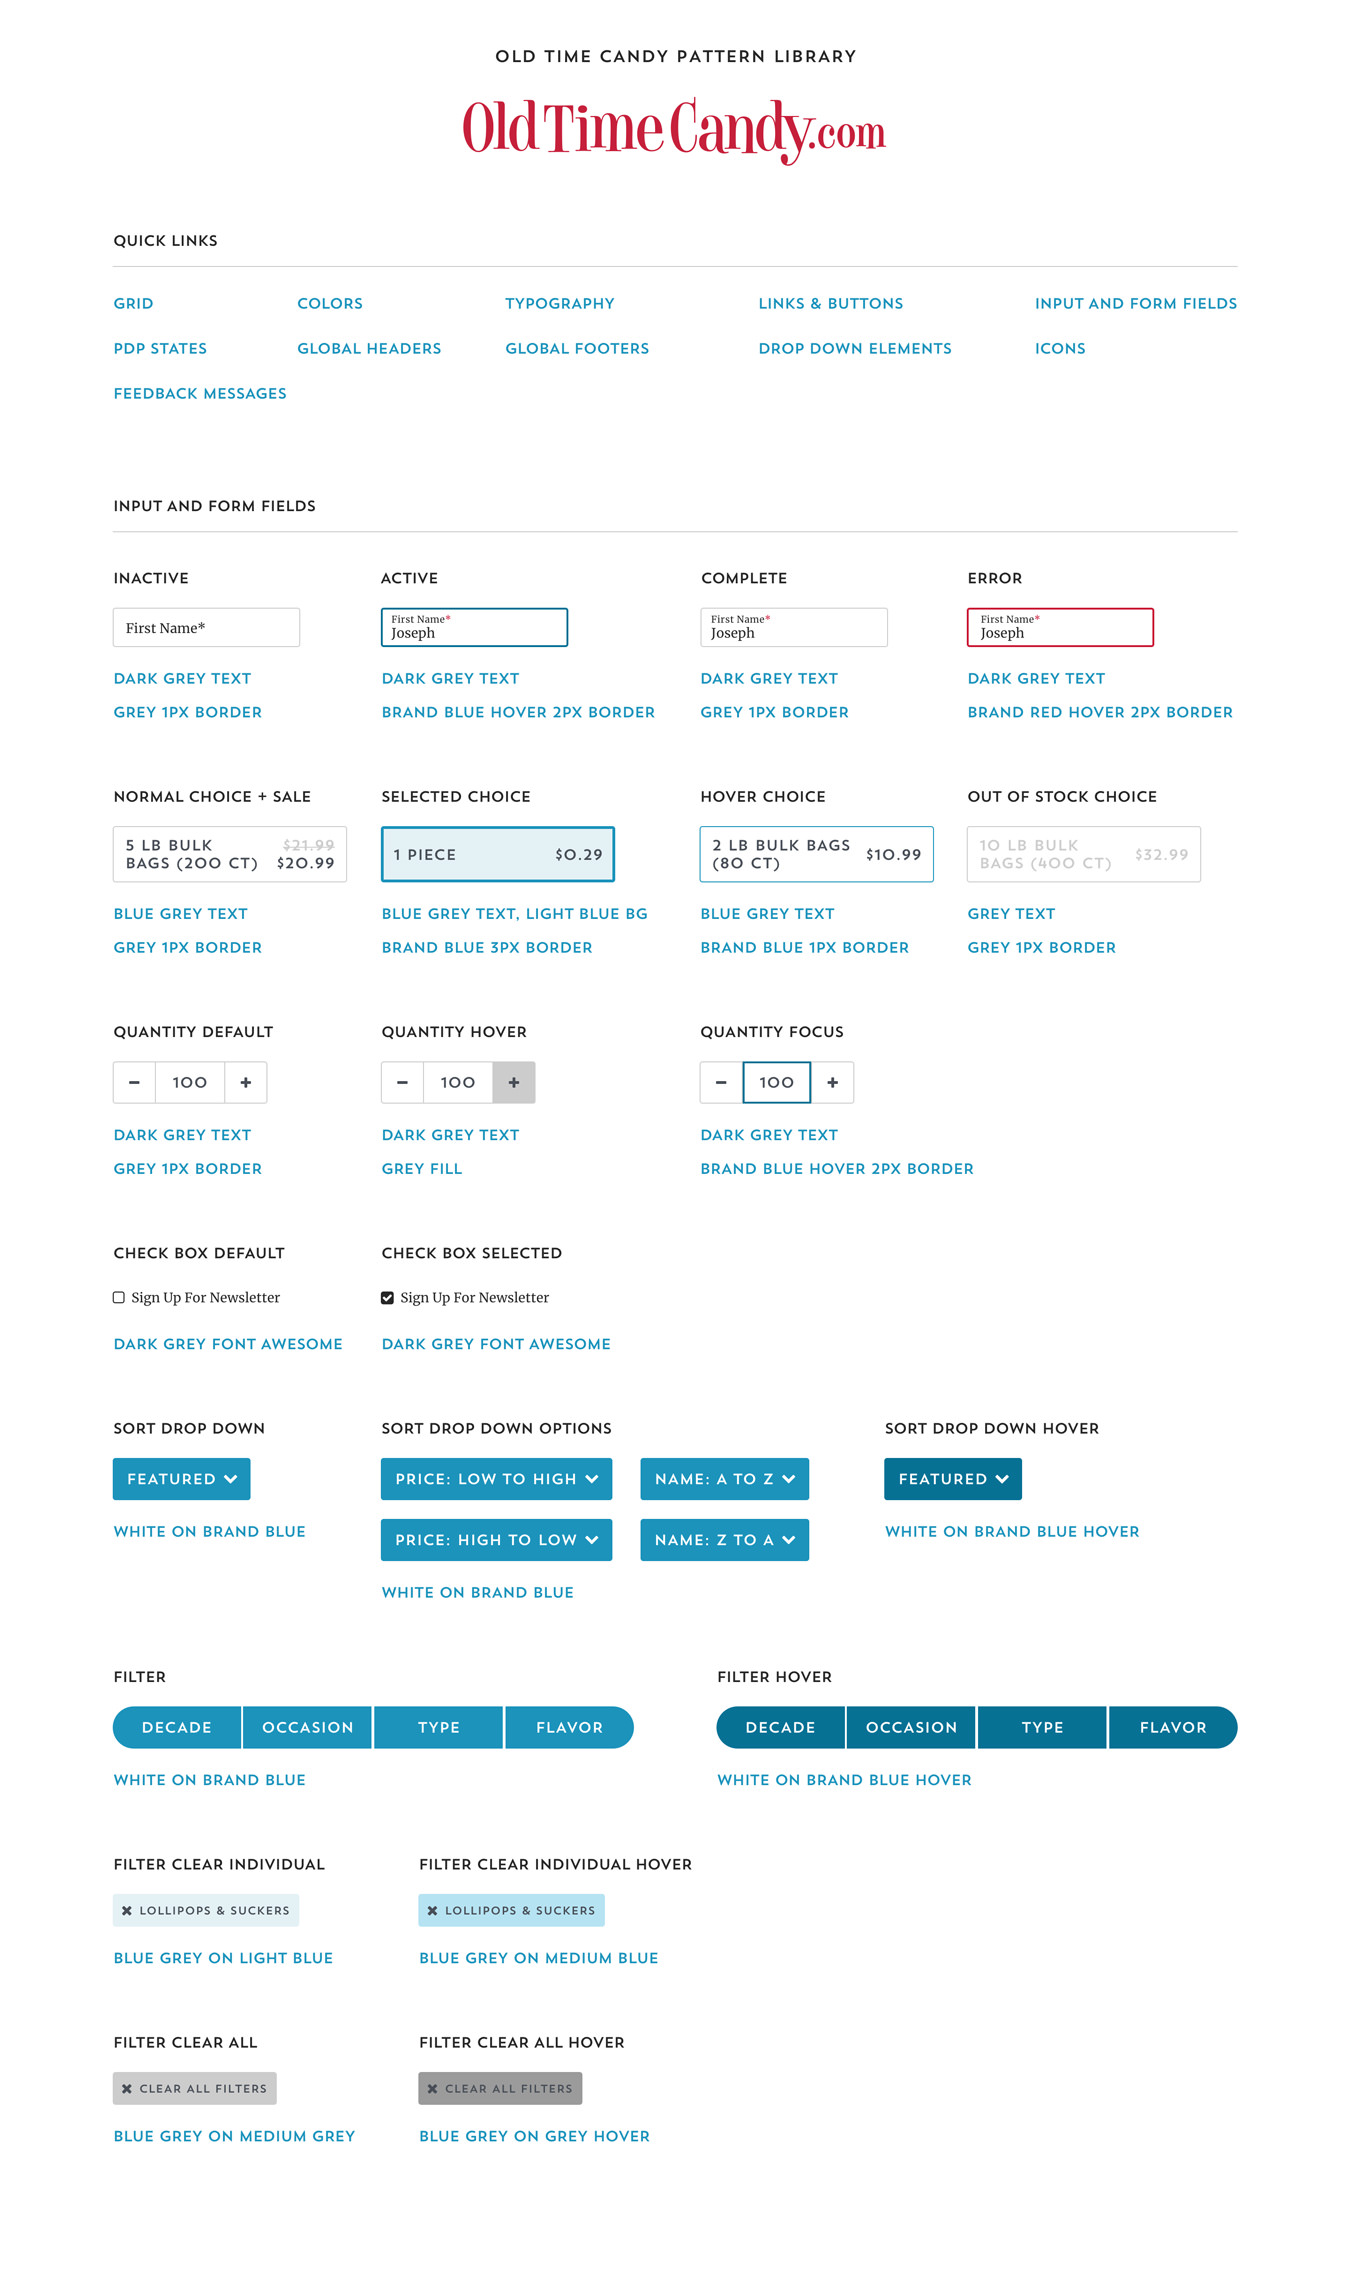 OLD TIME CANDY PATTERN LIBRARY
Old Time Candy.com
QUICK LINKS
GRID COLORS TYPOGRAPHY LINKS & BUTTONS INPUT AND FORM FIELDS
PDP STATES GLOBAL HEADERS GLOBAL FOOTERS DROP DOWN ELEMENTS ICONS
FEEDBACK MESSAGES
INPUT AND FORM FIELDS
INACTIVE ACTIVE COMPLETE ERROR
First Name*
First Name*
Joseph
First Name*
Joseph
First Name*
Joseph
DARK GREY TEXT DARK GREY TEXT DARK GREY TEXT DARK GREY TEXT
GREY 1PX BORDER BRAND BLUE HOVER 2PX BORDER GREY 1PX BORDER BRAND RED HOVER 2PX BORDER
NORMAL CHOICE + SALE SELECTED CHOICE HOVER CHOICE OUT OF STOCK CHOICE
5 LB BULK $21.99
BAGS (200 CT) $20.99
1 PIECE $0.29
2 LB BULK BAGS
(80 CT) $10.99
10 LB BULK
BAGS (400 CT) $32.99
BLUE GREY TEXT BLUE GREY TEXT, LIGHT BLUE BG BLUE GREY TEXT GREY TEXT
GREY 1PX BORDER BRAND BLUE 3PX BORDER BRAND BLUE 1PX BORDER GREY 1PX BORDER
QUANTITY DEFAULT QUANTITY HOVER QUANTITY FOCUS
− 100 + − 100 + − 100 +
DARK GREY TEXT DARK GREY TEXT DARK GREY TEXT
GREY 1PX BORDER GREY FILL BRAND BLUE HOVER 2PX BORDER
CHECK BOX DEFAULT CHECK BOX SELECTED
Sign Up For Newsletter Sign Up For Newsletter
DARK GREY FONT AWESOME DARK GREY FONT AWESOME
SORT DROP DOWN SORT DROP DOWN OPTIONS SORT DROP DOWN HOVER
FEATURED PRICE: LOW TO HIGH NAME: A TO Z FEATURED
WHITE ON BRAND BLUE PRICE: HIGH TO LOW NAME: Z TO A WHITE ON BRAND BLUE HOVER
WHITE ON BRAND BLUE
FILTER FILTER HOVER
DECADE OCCASION TYPE FLAVOR DECADE OCCASION TYPE FLAVOR
WHITE ON BRAND BLUE WHITE ON BRAND BLUE HOVER
FILTER CLEAR INDIVIDUAL FILTER CLEAR INDIVIDUAL HOVER
✖ LOLLIPOPS & SUCKERS ✖ LOLLIPOPS & SUCKERS
BLUE GREY ON LIGHT BLUE BLUE GREY ON MEDIUM BLUE
FILTER CLEAR ALL FILTER CLEAR ALL HOVER
✖ CLEAR ALL FILTERS ✖ CLEAR ALL FILTERS
BLUE GREY ON MEDIUM GREY BLUE GREY ON GREY HOVER